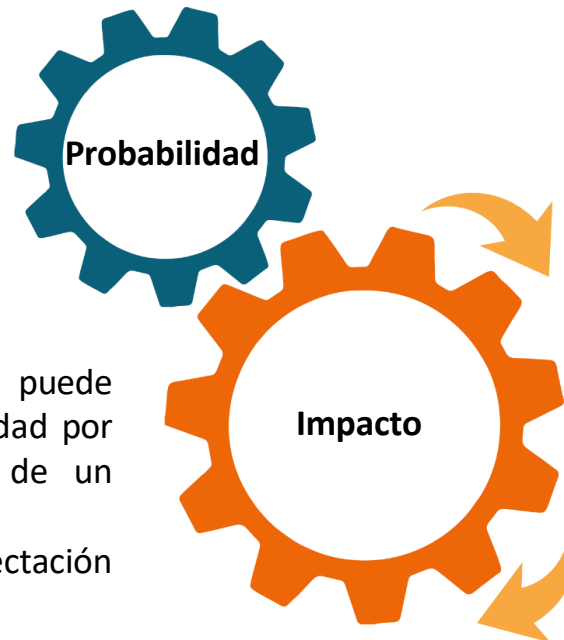 Probabilidad
Impacto
puede
dad por
de un
ectación